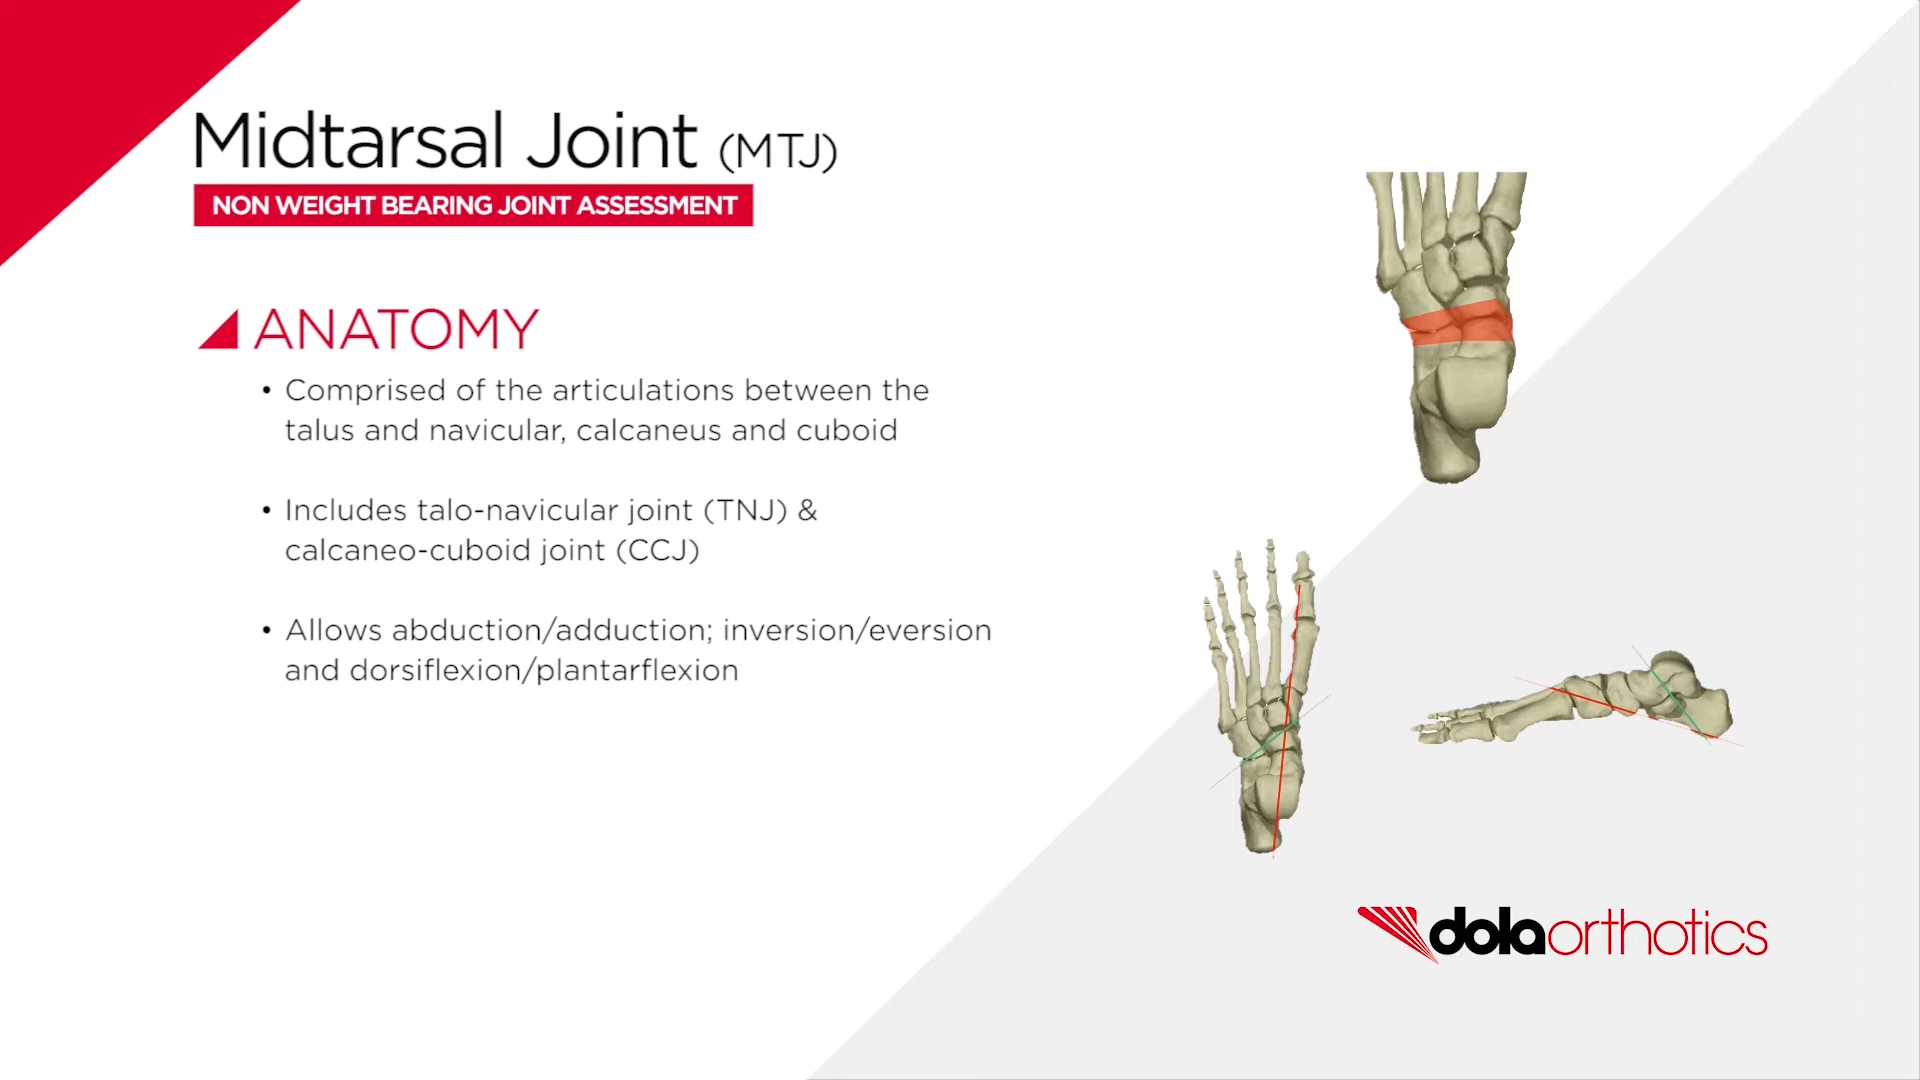 Midtarsal Joint (MTJ)
NON WEIGHT BEARING JOINT ASSESSMENT
ANATOMY
• Comprised of the articulations between the
talus and navicular, calcaneus and cuboid
• Includes talo-navicular joint (TNJ) &
calcaneo-cuboid joint (CCJ)
• Allows abduction/adduction; inversion/eversion
and dorsiflexion/plantarflexion
dolaorthotics